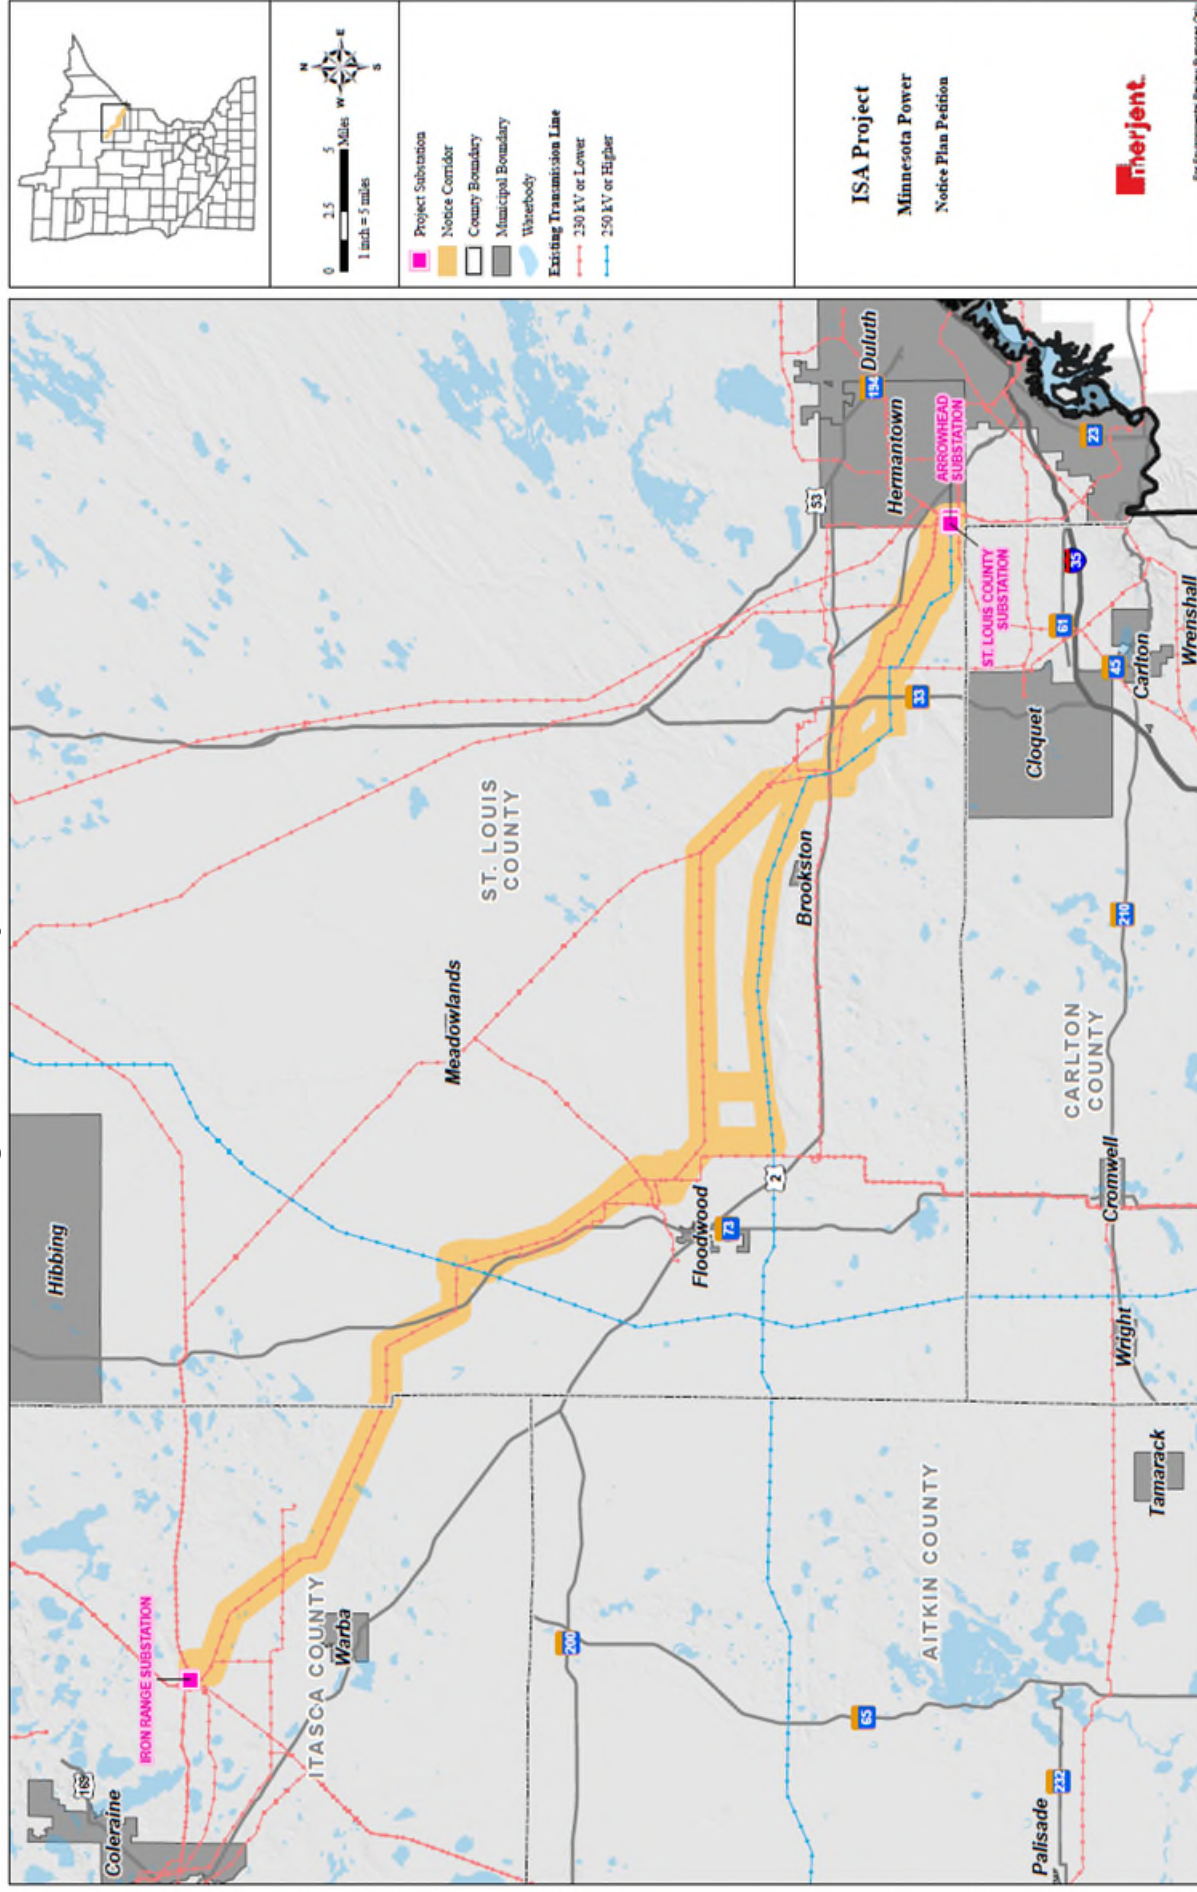 IRON RANGE SUBSTATION
Coleraine
169
Hibbing
ITASCA COUNTY
Warba
200
65
AITKIN COUNTY
232
Palisade
Tamarack
Wright
Cromwell
210
CARLTON
COUNTY
Floodwood
73
2
Meadowlands
ST. LOUIS
COUNTY
Brookston
Cloquet
33
53
Hermantown
194
Duluth
ARROWHEAD
SUBSTATION
ST. LOUIS COUNTY
SUBSTATION
23
35
61
45
Carlton
Wrenshall
N
E
S
W
0 2.5 5
Miles
1 inch = 5 miles
Project Substation
Notice Corridor
County Boundary
Municipal Boundary
Waterbody
Existing Transmission Line
230 kV or Lower
250 kV or Higher
ISA Project
Minnesota Power
Notice Plan Petition
merjent.